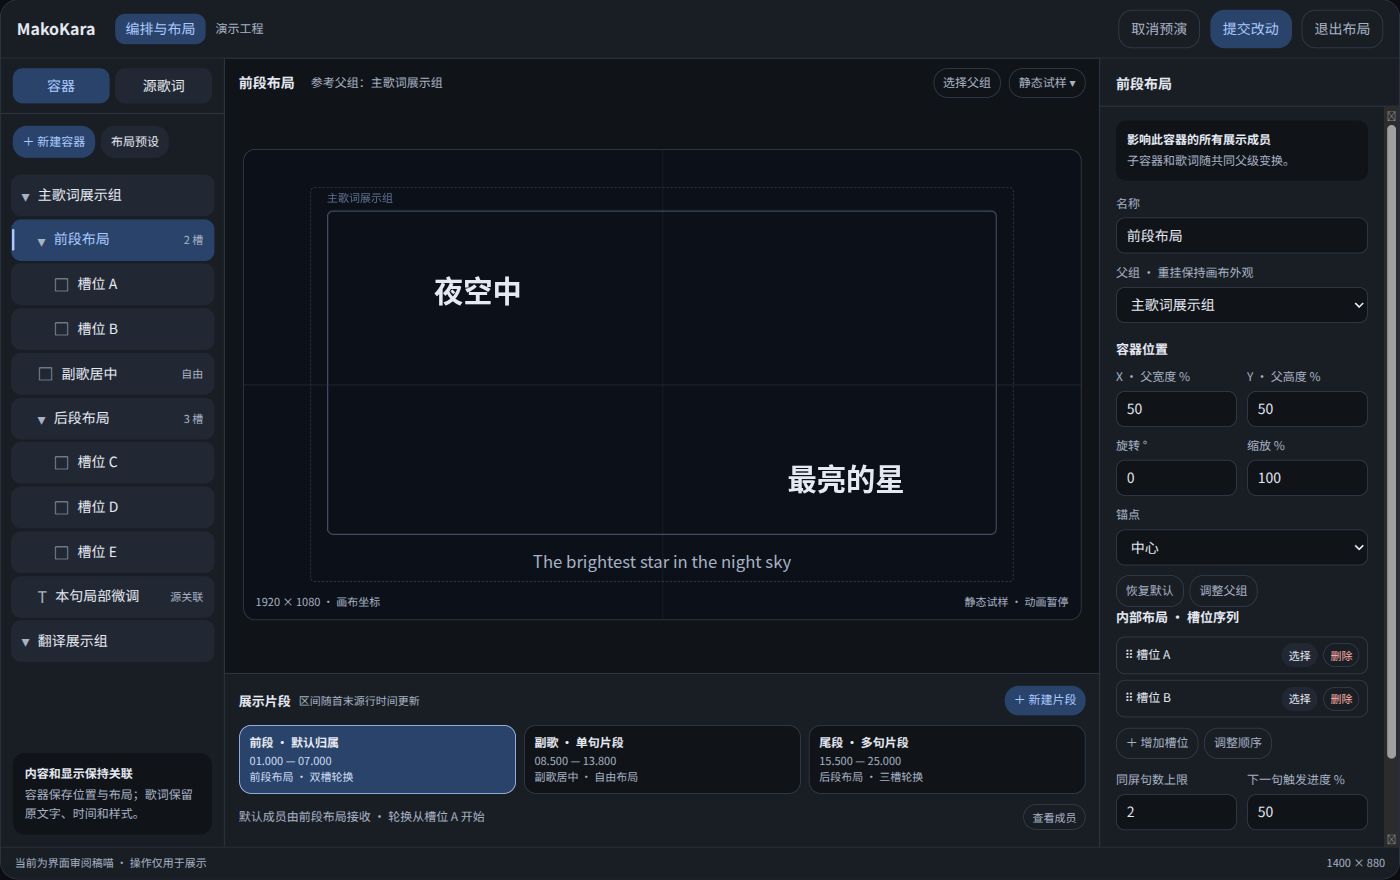 MakoKara
编排与布局
演示工程
取消预演
提交改动
退出布局
容器
源歌词
＋ 新建容器
布局预设
▼ 主歌词展示组
▼ 前段布局 2 槽
□ 槽位 A
□ 槽位 B
□ 副歌居中 自由
▼ 后段布局 3 槽
□ 槽位 C
□ 槽位 D
□ 槽位 E
T 本句局部微调 源关联
▼ 翻译展示组
内容和显示保持关联
容器保存位置与布局；歌词保留
原文字、时间和样式。
前段布局
参考父组：主歌词展示组
选择父组
静态试样 ▾
主歌词展示组
夜空中
最亮的星
The brightest star in the night sky
1920 × 1080 · 画布坐标
静态试样 · 动画暂停
展示片段
区间随首末源行时间更新
＋ 新建片段
前段 · 默认归属
01.000 — 07.000
前段布局 · 双槽轮换
副歌 · 单句片段
08.500 — 13.800
副歌居中 · 自由布局
尾段 · 多句片段
15.500 — 25.000
后段布局 · 三槽轮换
默认成员由前段布局接收 · 轮换从槽位 A 开始
查看成员
前段布局
影响此容器的所有展示成员
子容器和歌词随共同父级变换。
名称
前段布局
父组 · 重挂保持画布外观
主歌词展示组
容器位置
X · 父宽度 %
Y · 父高度 %
50
50
旋转 °
缩放 %
0
100
锚点
中心
恢复默认
调整父组
内部布局 · 槽位序列
⠿ 槽位 A 选择 删除
⠿ 槽位 B 选择 删除
＋ 增加槽位
调整顺序
同屏句数上限
下一句触发进度 %
2
50
当前为界面审阅稿喵 · 操作仅用于展示
1400 × 880